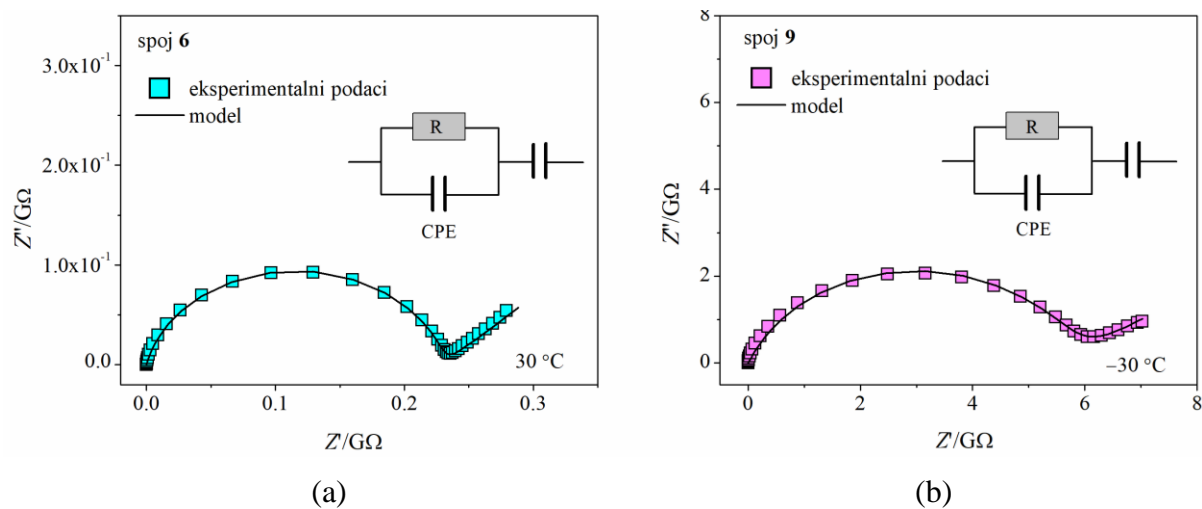 spoj 6
eksperimentalni podaci
model
R
CPE
3.0x10⁻¹
2.0x10⁻¹
1.0x10⁻¹
0.0
Z''/GΩ
30 °C
0.0 0.1 0.2 0.3
Z'/GΩ
(a)
spoj 9
eksperimentalni podaci
model
R
CPE
8
6
4
2
0
Z''/GΩ
−30 °C
0 2 4 6 8
Z'/GΩ
(b)